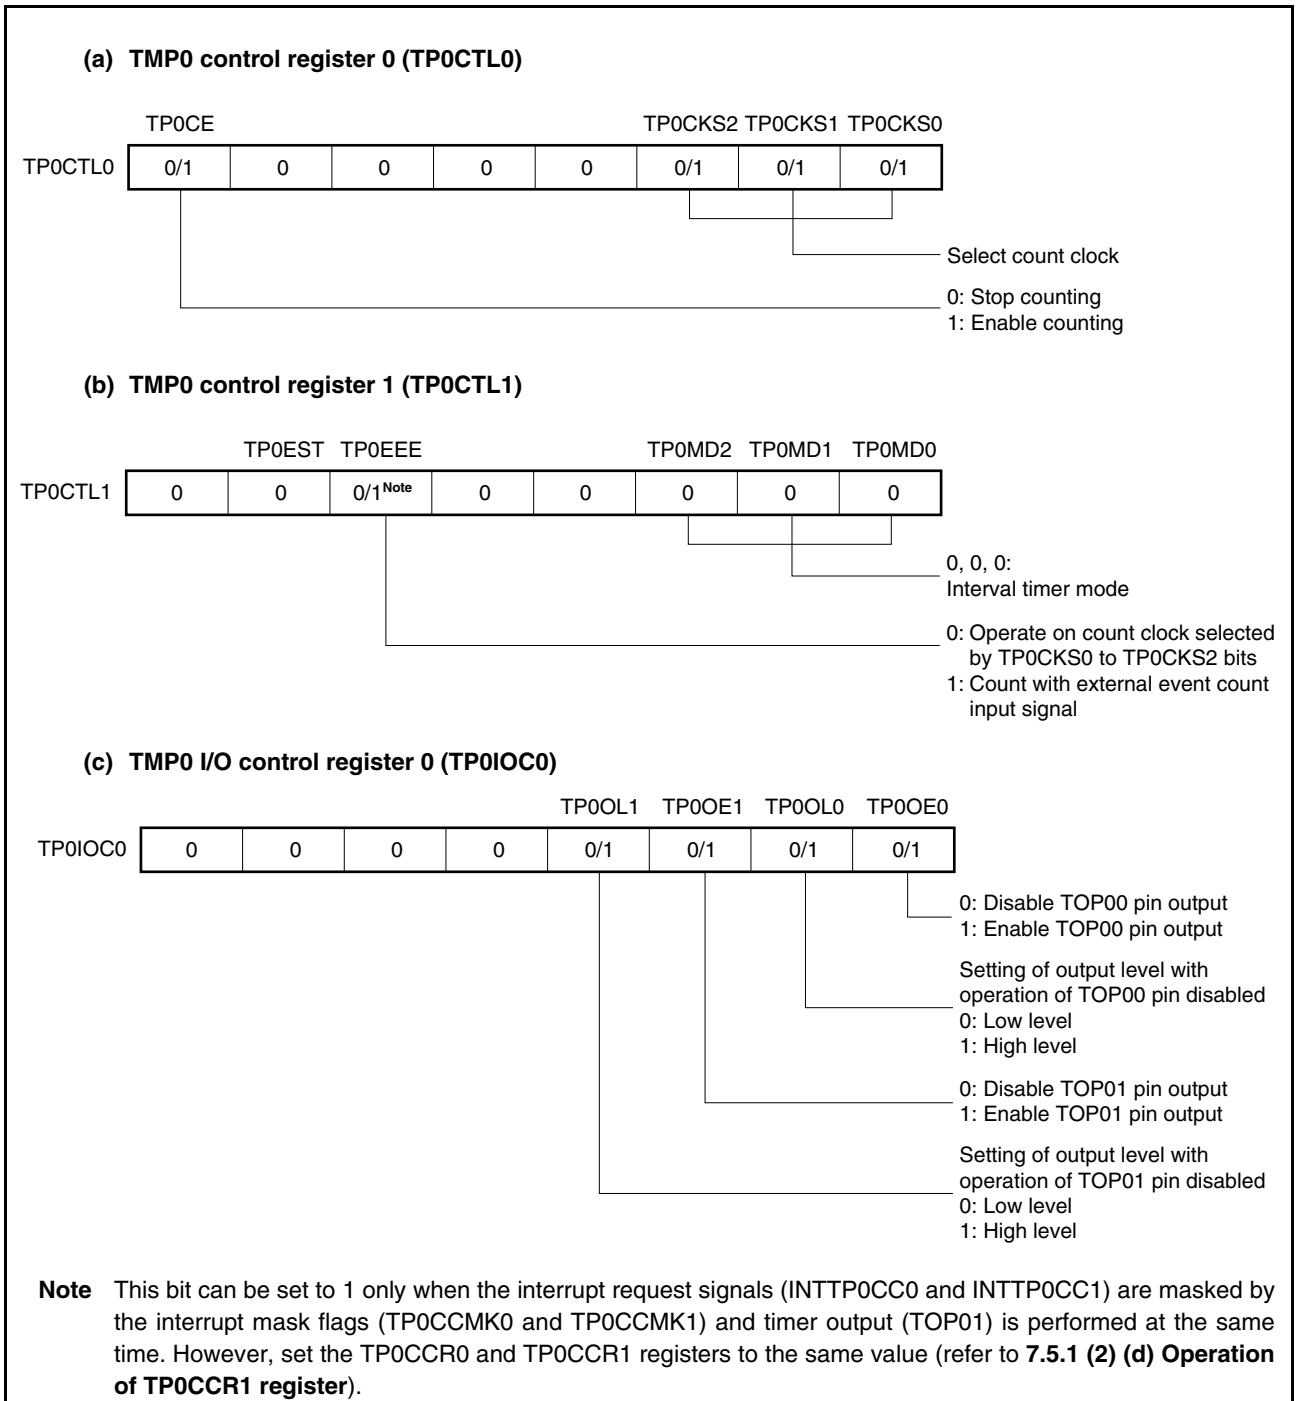 (a) TMP0 control register 0 (TP0CTL0)
TP0CE TP0CKS2 TP0CKS1 TP0CKS0
TP0CTL0 0/1 0 0 0 0 0/1 0/1 0/1
Select count clock
0: Stop counting
1: Enable counting
(b) TMP0 control register 1 (TP0CTL1)
TP0EST TP0EEE TP0MD2 TP0MD1 TP0MD0
TP0CTL1 0 0 0/1Note 0 0 0 0 0
0, 0, 0:
Interval timer mode
0: Operate on count clock selected
by TP0CKS0 to TP0CKS2 bits
1: Count with external event count
input signal
(c) TMP0 I/O control register 0 (TP0IOC0)
TP0OL1 TP0OE1 TP0OL0 TP0OE0
TP0IOC0 0 0 0 0 0/1 0/1 0/1 0/1
0: Disable TOP00 pin output
1: Enable TOP00 pin output
Setting of output level with
operation of TOP00 pin disabled
0: Low level
1: High level
0: Disable TOP01 pin output
1: Enable TOP01 pin output
Setting of output level with
operation of TOP01 pin disabled
0: Low level
1: High level
Note This bit can be set to 1 only when the interrupt request signals (INTTP0CC0 and INTTP0CC1) are masked by
the interrupt mask flags (TP0CCMK0 and TP0CCMK1) and timer output (TOP01) is performed at the same
time. However, set the TP0CCR0 and TP0CCR1 registers to the same value (refer to 7.5.1 (2) (d) Operation
of TP0CCR1 register).